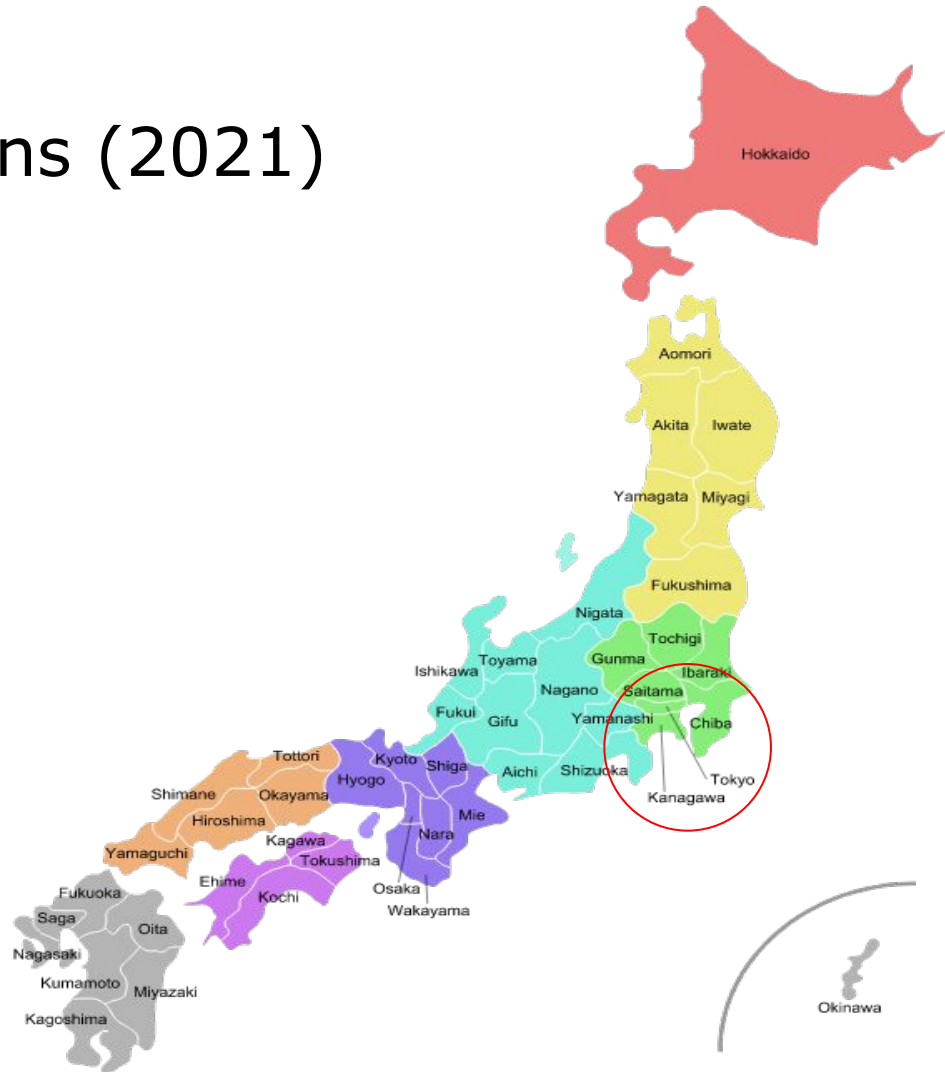 ns (2021)
Hokkaido
Aomori
Akita
Iwate
Yamagata
Miyagi
Fukushima
Nigata
Tochigi
Gunma
Ibaraki
Toyama
Ishikawa
Nagano
Saitama
Fukui
Gifu
Yamanashi
Chiba
Aichi
Shizuoka
Tokyo
Kanagawa
Tottori
Kyoto
Shiga
Hyogo
Shimane
Okayama
Mie
Hiroshima
Nara
Kagawa
Yamaguchi
Tokushima
Ehime
Osaka
Kochi
Wakayama
Fukuoka
Saga
Oita
Nagasaki
Kumamoto
Miyazaki
Kagoshima
Okinawa